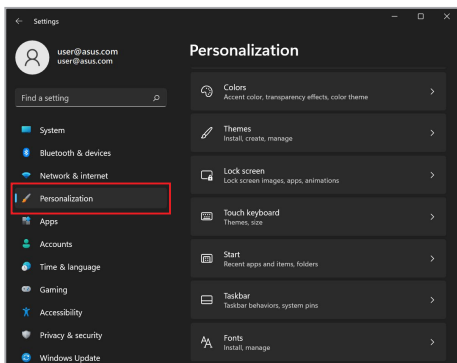 Settings
user@asus.com
user@asus.com
Find a setting
System
Bluetooth & devices
Network & internet
Personalization
Apps
Accounts
Time & language
Gaming
Accessibility
Privacy & security
Windows Update
Personalization
Colors
Accent color, transparency effects, color theme
Themes
Install, create, manage
Lock screen
Lock screen images, apps, animations
Touch keyboard
Themes, size
Start
Recent apps and items, folders
Taskbar
Taskbar behaviors, system pins
Fonts
Install, manage